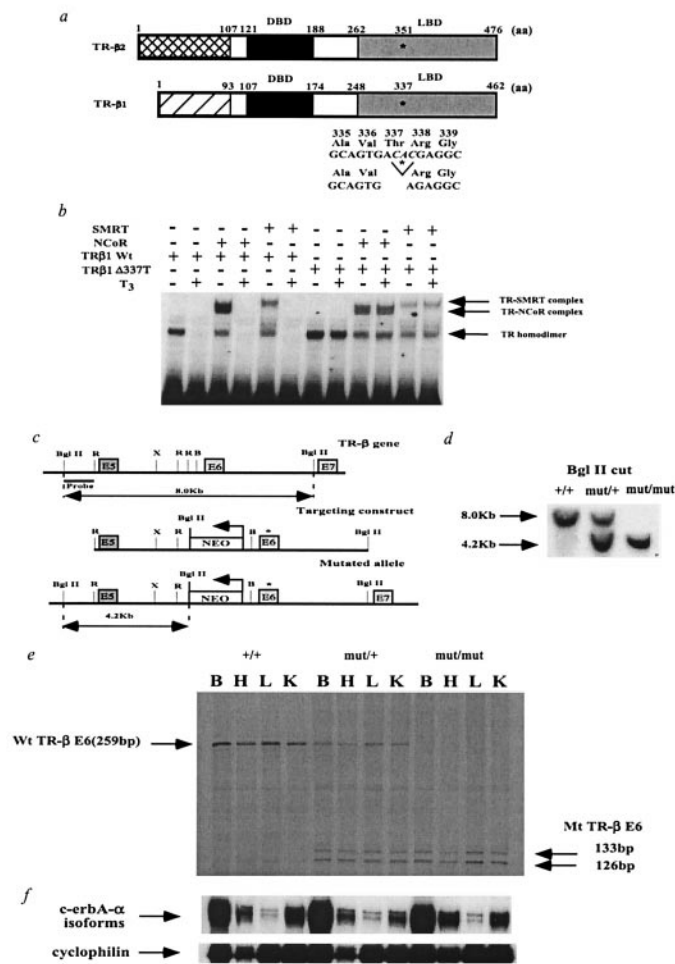 a
1 107 121 DBD 188 262 LBD 351 476 (aa)
TR-β2 *
1 93 107 DBD 174 248 LBD 337 462 (aa)
TR-β1 *
335 336 337 338 339
Ala Val Thr Arg Gly
GCAGTGACACGAGGC
*
Ala Val Arg Gly
GCAGTG AGAGGC
b
SMRT - - - - + + - - - - + +
NCoR - - + + - - - - + + - -
TRβ1 Wt + + + + + + - - - - - -
TRβ1 Δ337T - - - - - - + + + + + +
T3 - + - + - + - + - + - +
TR-SMRT complex
TR-NCoR complex
TR homodimer
c
TR-β gene
Bgl II R X R R B Bgl II
E5 E6 E7
Probe
8.0Kb
Targeting construct
R X R Bgl II B * Bgl II
E5 NEO E6
Mutated allele
Bgl II R X R Bgl II B * Bgl II
E5 NEO E6 E7
4.2Kb
d
Bgl II cut
+/+ mut/+ mut/mut
8.0Kb
4.2Kb
e
+/+ mut/+ mut/mut
B H L K B H L K B H L K
Wt TR-β E6(259bp)
Mt TR-β E6
133bp
126bp
f
c-erbA-α
isoforms
cyclophilin